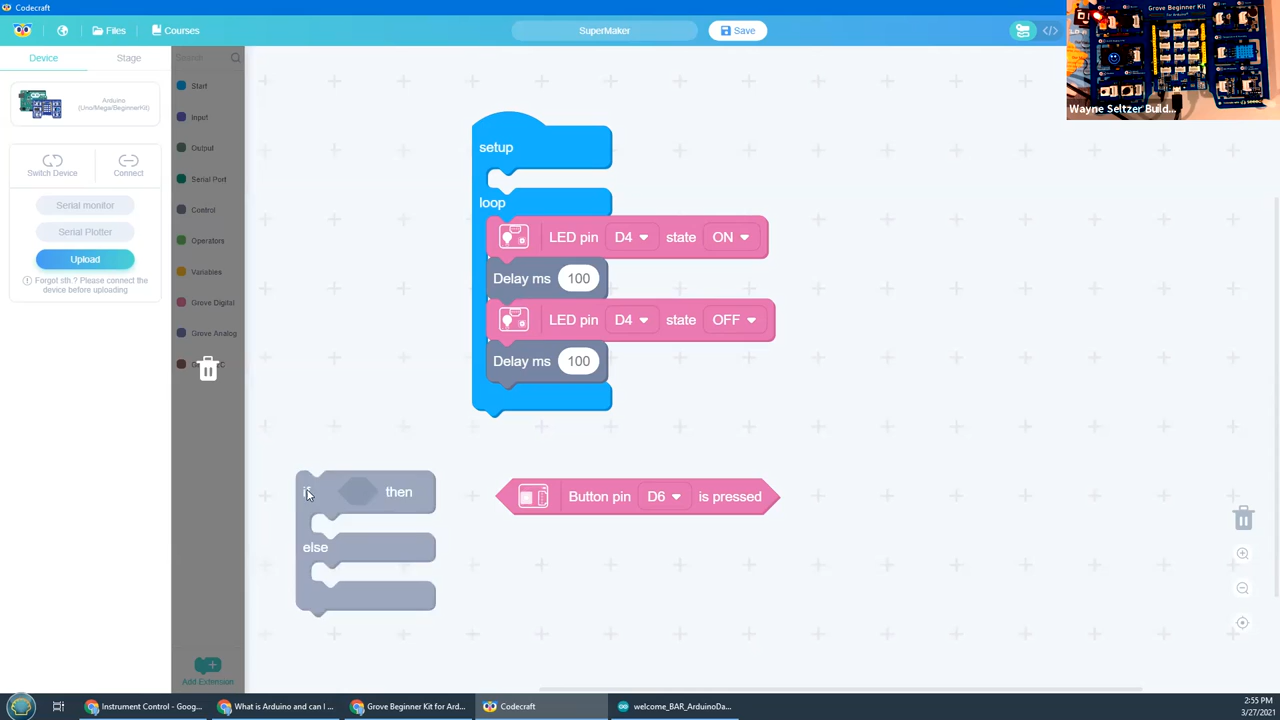 Codecraft
Files
Courses
SuperMaker
Save
Grove Beginner Kit
For Arduino
Wayne Seltzer Build...
Device
Stage
Arduino
(Uno/Mega/BeginnerKit)
Switch Device
Connect
Serial monitor
Serial Plotter
Upload
Forgot sth ? Please connect the
device before uploading
Search
Start
Input
Output
Serial Port
Control
Operators
Variables
Grove Digital
Grove Analog
Add Extension
setup
loop
LED pin D4 state ON
Delay ms 100
LED pin D4 state OFF
Delay ms 100
if then
else
Button pin D6 is pressed
Instrument Control - Goog...
What is Arduino and can I ...
Grove Beginner Kit for Ard...
Codecraft
welcome_BAR_ArduinoDa...
2:55 PM
3/27/2021